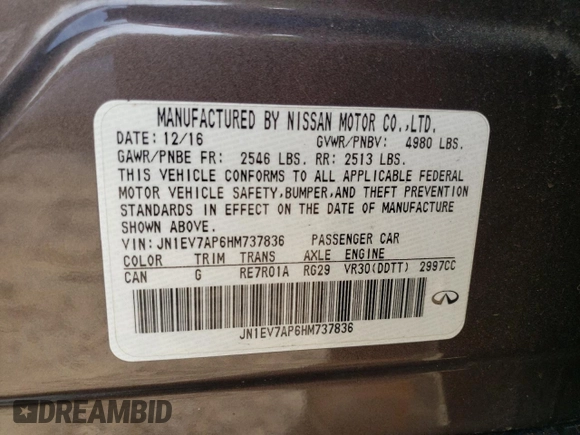 MANUFACTURED BY NISSAN MOTOR CO.,LTD.
DATE: 12/16 GVWR/PNBV: 4980 LBS.
GAWR/PNBE FR: 2546 LBS. RR: 2513 LBS.
THIS VEHICLE CONFORMS TO ALL APPLICABLE FEDERAL
MOTOR VEHICLE SAFETY,BUMPER,AND THEFT PREVENTION
STANDARDS IN EFFECT ON THE DATE OF MANUFACTURE
SHOWN ABOVE.
VIN: JN1EV7AP6HM737836 PASSENGER CAR
COLOR TRIM TRANS AXLE ENGINE
CAN G RE7R01A RG29 VR30(DDTT) 2997CC
JN1EV7AP6HM737836
DREAMBID